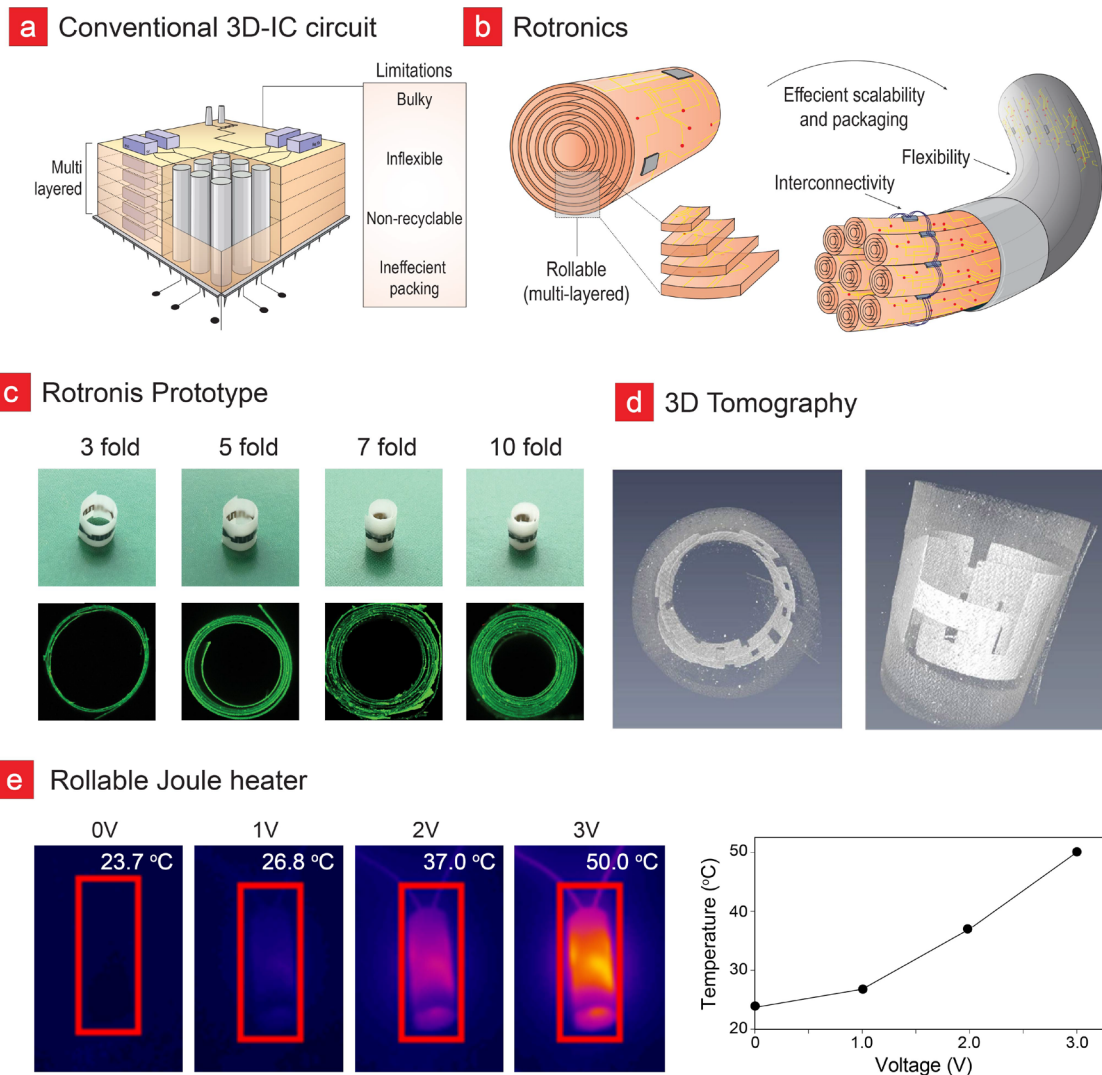 a Conventional 3D-IC circuit
Limitations
Bulky
Inflexible
Non-recyclable
Ineffecient
packing
Multi
layered
b Rotronics
Effecient scalability
and packaging
Flexibility
Interconnectivity
Rollable
(multi-layered)
c Rotronis Prototype
3 fold
5 fold
7 fold
10 fold
d 3D Tomography
e Rollable Joule heater
0V
1V
2V
3V
23.7 °C
26.8 °C
37.0 °C
50.0 °C
Temperature (°C)
50
40
30
20
0
1.0
2.0
3.0
Voltage (V)